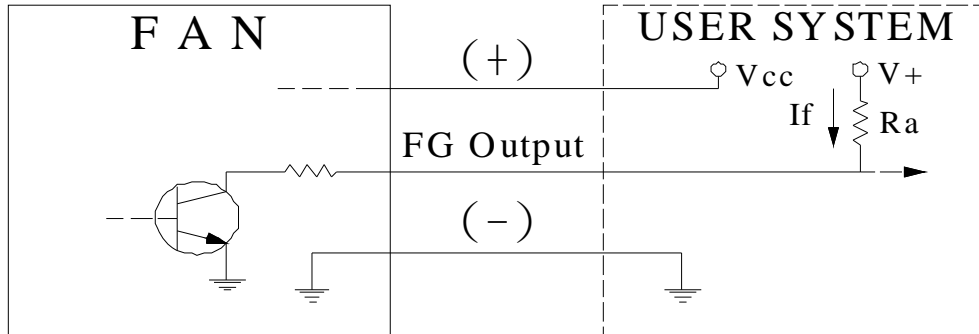 F A N
USER SYSTEM
(+)
Vcc
V+
If
Ra
FG Output
(-)